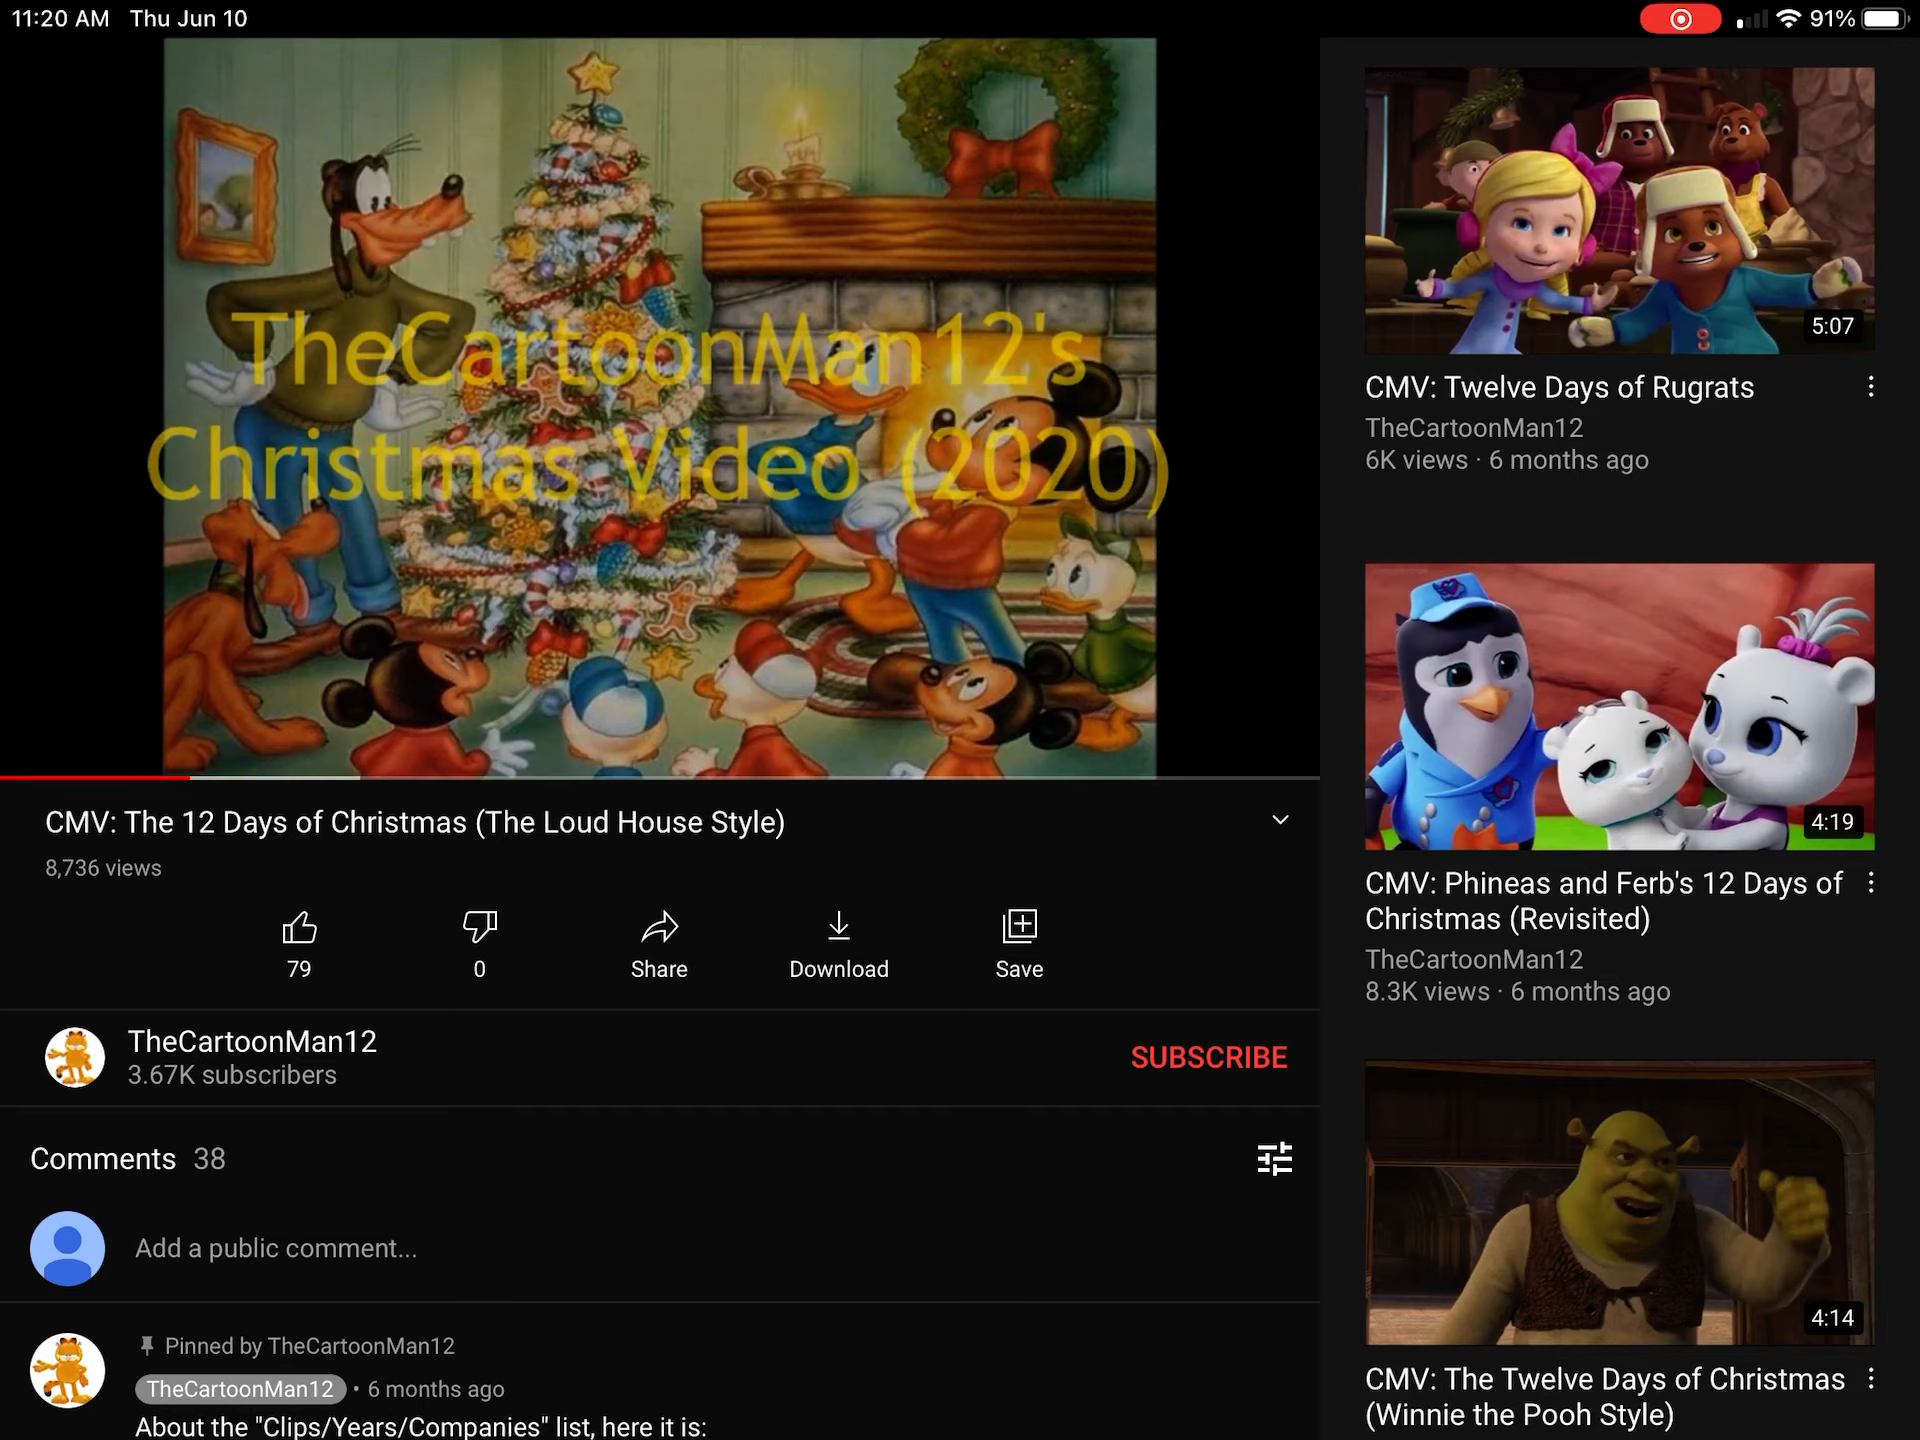 11:20 AM Thu Jun 10
91%
TheCartoonMan12's
Christmas Video (2020)
CMV: The 12 Days of Christmas (The Loud House Style)
8,736 views
79
0
Share
Download
Save
TheCartoonMan12
3.67K subscribers
SUBSCRIBE
Comments 38
Add a public comment...
Pinned by TheCartoonMan12
TheCartoonMan12 • 6 months ago
About the "Clips/Years/Companies" list, here it is:
5:07
CMV: Twelve Days of Rugrats
TheCartoonMan12
6K views · 6 months ago
4:19
CMV: Phineas and Ferb's 12 Days of
Christmas (Revisited)
TheCartoonMan12
8.3K views · 6 months ago
4:14
CMV: The Twelve Days of Christmas
(Winnie the Pooh Style)